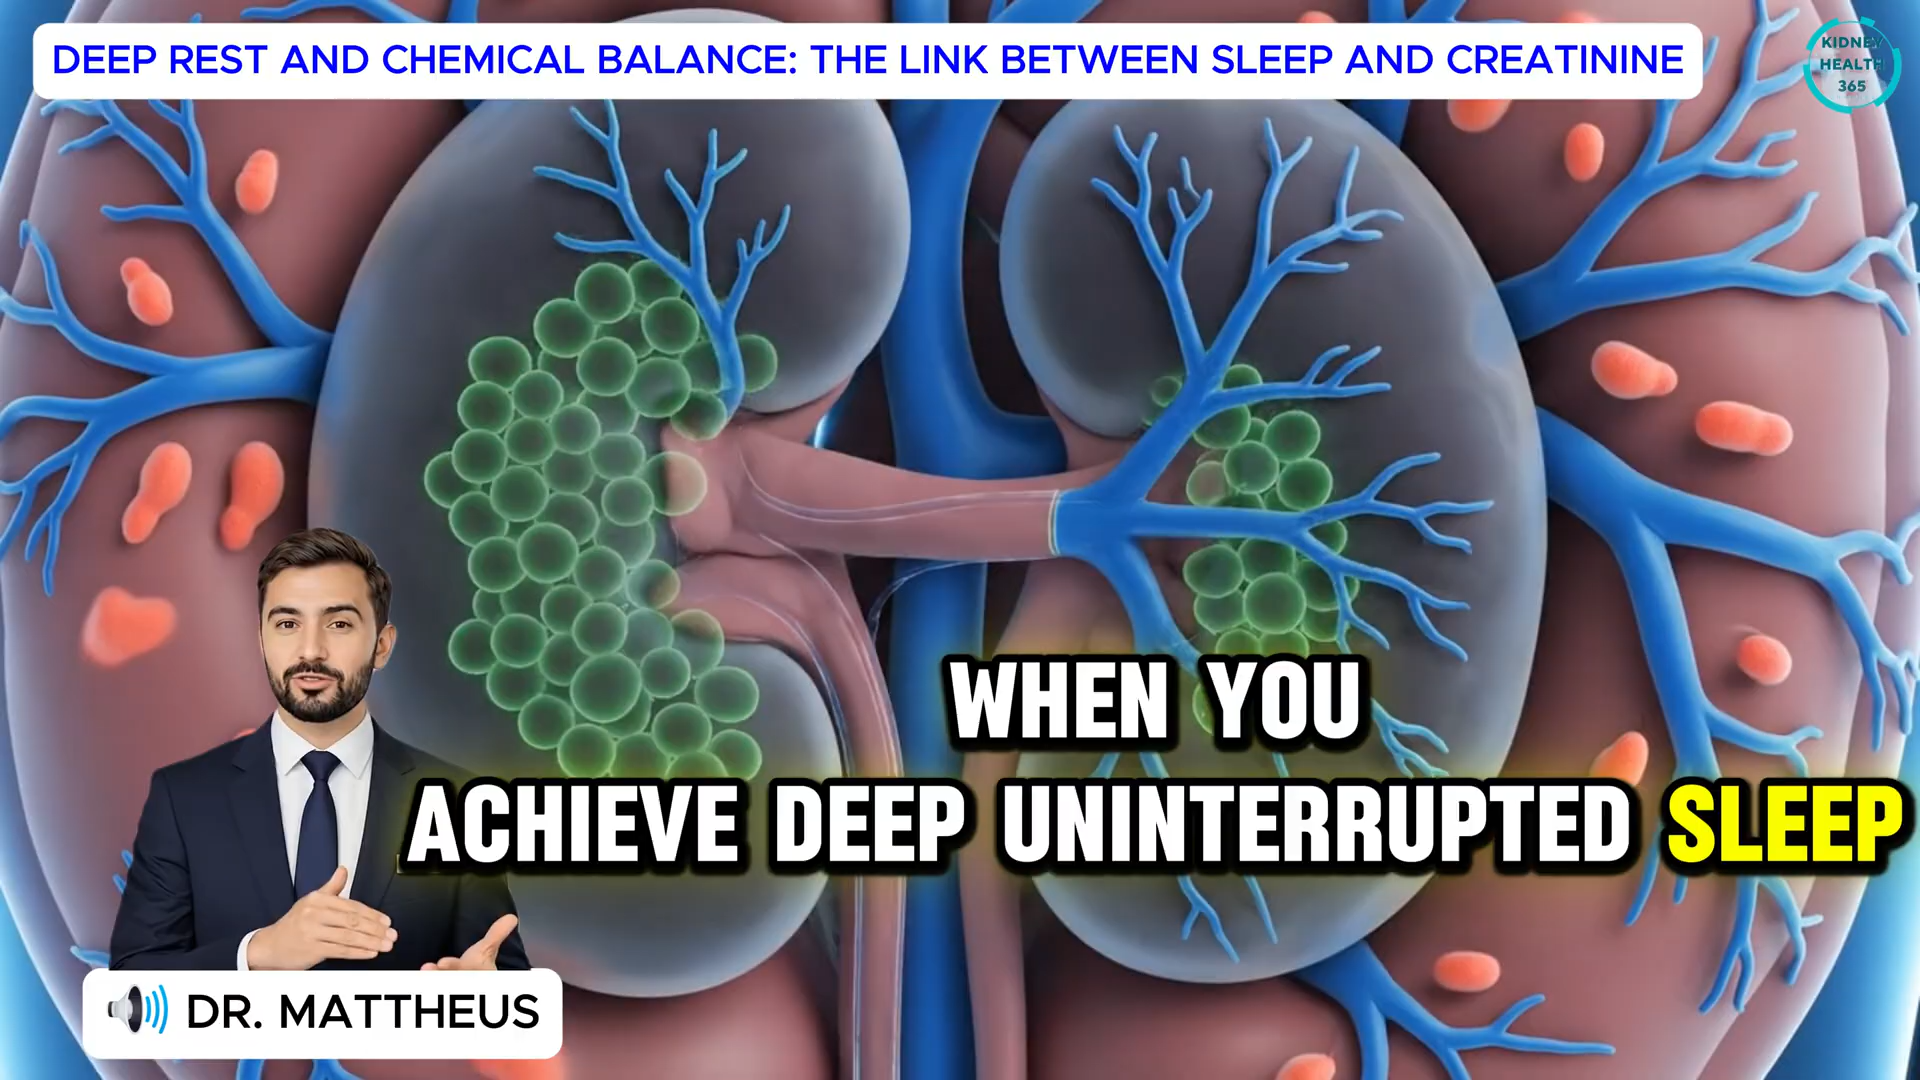 DEEP REST AND CHEMICAL BALANCE: THE LINK BETWEEN SLEEP AND CREATININE
KIDNEY
HEALTH
365
WHEN YOU
ACHIEVE DEEP UNINTERRUPTED SLEEP
DR. MATTHEUS